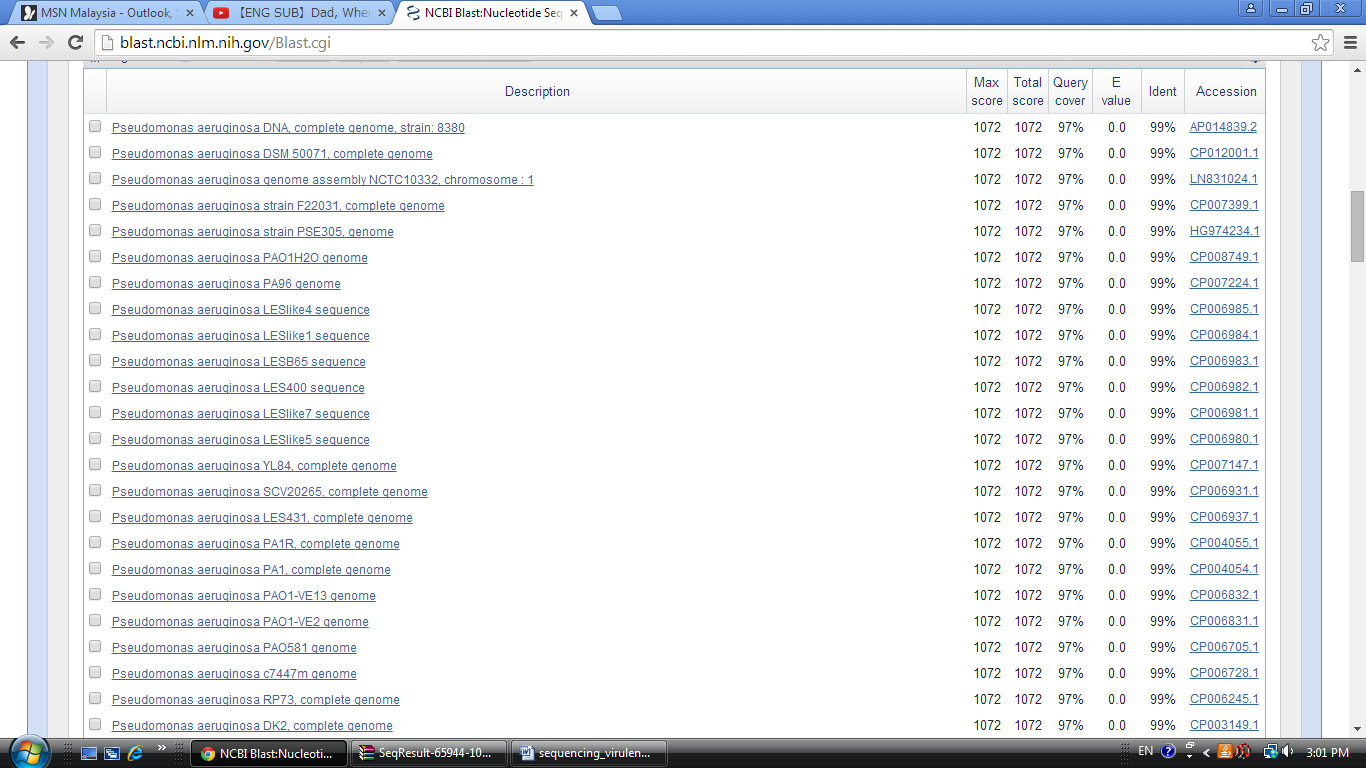 MSN Malaysia - Outlook,
【ENG SUB】Dad, Whe
NCBI Blast:Nucleotide Seq
blast.ncbi.nlm.nih.gov/Blast.cgi
Description Max score Total score Query cover E value Ident Accession
Pseudomonas aeruginosa DNA, complete genome, strain: 8380 1072 1072 97% 0.0 99% AP014839.2
Pseudomonas aeruginosa DSM 50071, complete genome 1072 1072 97% 0.0 99% CP012001.1
Pseudomonas aeruginosa genome assembly NCTC10332, chromosome : 1 1072 1072 97% 0.0 99% LN831024.1
Pseudomonas aeruginosa strain F22031, complete genome 1072 1072 97% 0.0 99% CP007399.1
Pseudomonas aeruginosa strain PSE305, genome 1072 1072 97% 0.0 99% HG974234.1
Pseudomonas aeruginosa PAO1H2O genome 1072 1072 97% 0.0 99% CP008749.1
Pseudomonas aeruginosa PA96 genome 1072 1072 97% 0.0 99% CP007224.1
Pseudomonas aeruginosa LESlike4 sequence 1072 1072 97% 0.0 99% CP006985.1
Pseudomonas aeruginosa LESlike1 sequence 1072 1072 97% 0.0 99% CP006984.1
Pseudomonas aeruginosa LESB65 sequence 1072 1072 97% 0.0 99% CP006983.1
Pseudomonas aeruginosa LES400 sequence 1072 1072 97% 0.0 99% CP006982.1
Pseudomonas aeruginosa LESlike7 sequence 1072 1072 97% 0.0 99% CP006981.1
Pseudomonas aeruginosa LESlike5 sequence 1072 1072 97% 0.0 99% CP006980.1
Pseudomonas aeruginosa YL84, complete genome 1072 1072 97% 0.0 99% CP007147.1
Pseudomonas aeruginosa SCV20265, complete genome 1072 1072 97% 0.0 99% CP006931.1
Pseudomonas aeruginosa LES431, complete genome 1072 1072 97% 0.0 99% CP006937.1
Pseudomonas aeruginosa PA1R, complete genome 1072 1072 97% 0.0 99% CP004055.1
Pseudomonas aeruginosa PA1, complete genome 1072 1072 97% 0.0 99% CP004054.1
Pseudomonas aeruginosa PAO1-VE13 genome 1072 1072 97% 0.0 99% CP006832.1
Pseudomonas aeruginosa PAO1-VE2 genome 1072 1072 97% 0.0 99% CP006831.1
Pseudomonas aeruginosa PAO581 genome 1072 1072 97% 0.0 99% CP006705.1
Pseudomonas aeruginosa c7447m genome 1072 1072 97% 0.0 99% CP006728.1
Pseudomonas aeruginosa RP73, complete genome 1072 1072 97% 0.0 99% CP006245.1
Pseudomonas aeruginosa DK2, complete genome 1072 1072 97% 0.0 99% CP003149.1
NCBI Blast:Nucleoti... SeqResult-65944-10... sequencing_virulen... EN 3:01 PM